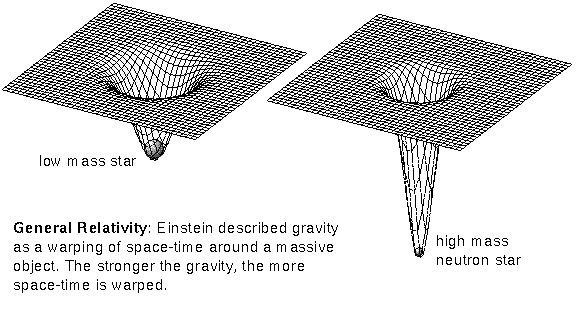 low mass star
General Relativity: Einstein described gravity
as a warping of space-time around a massive
object. The stronger the gravity, the more
space-time is warped.
high mass
neutron star